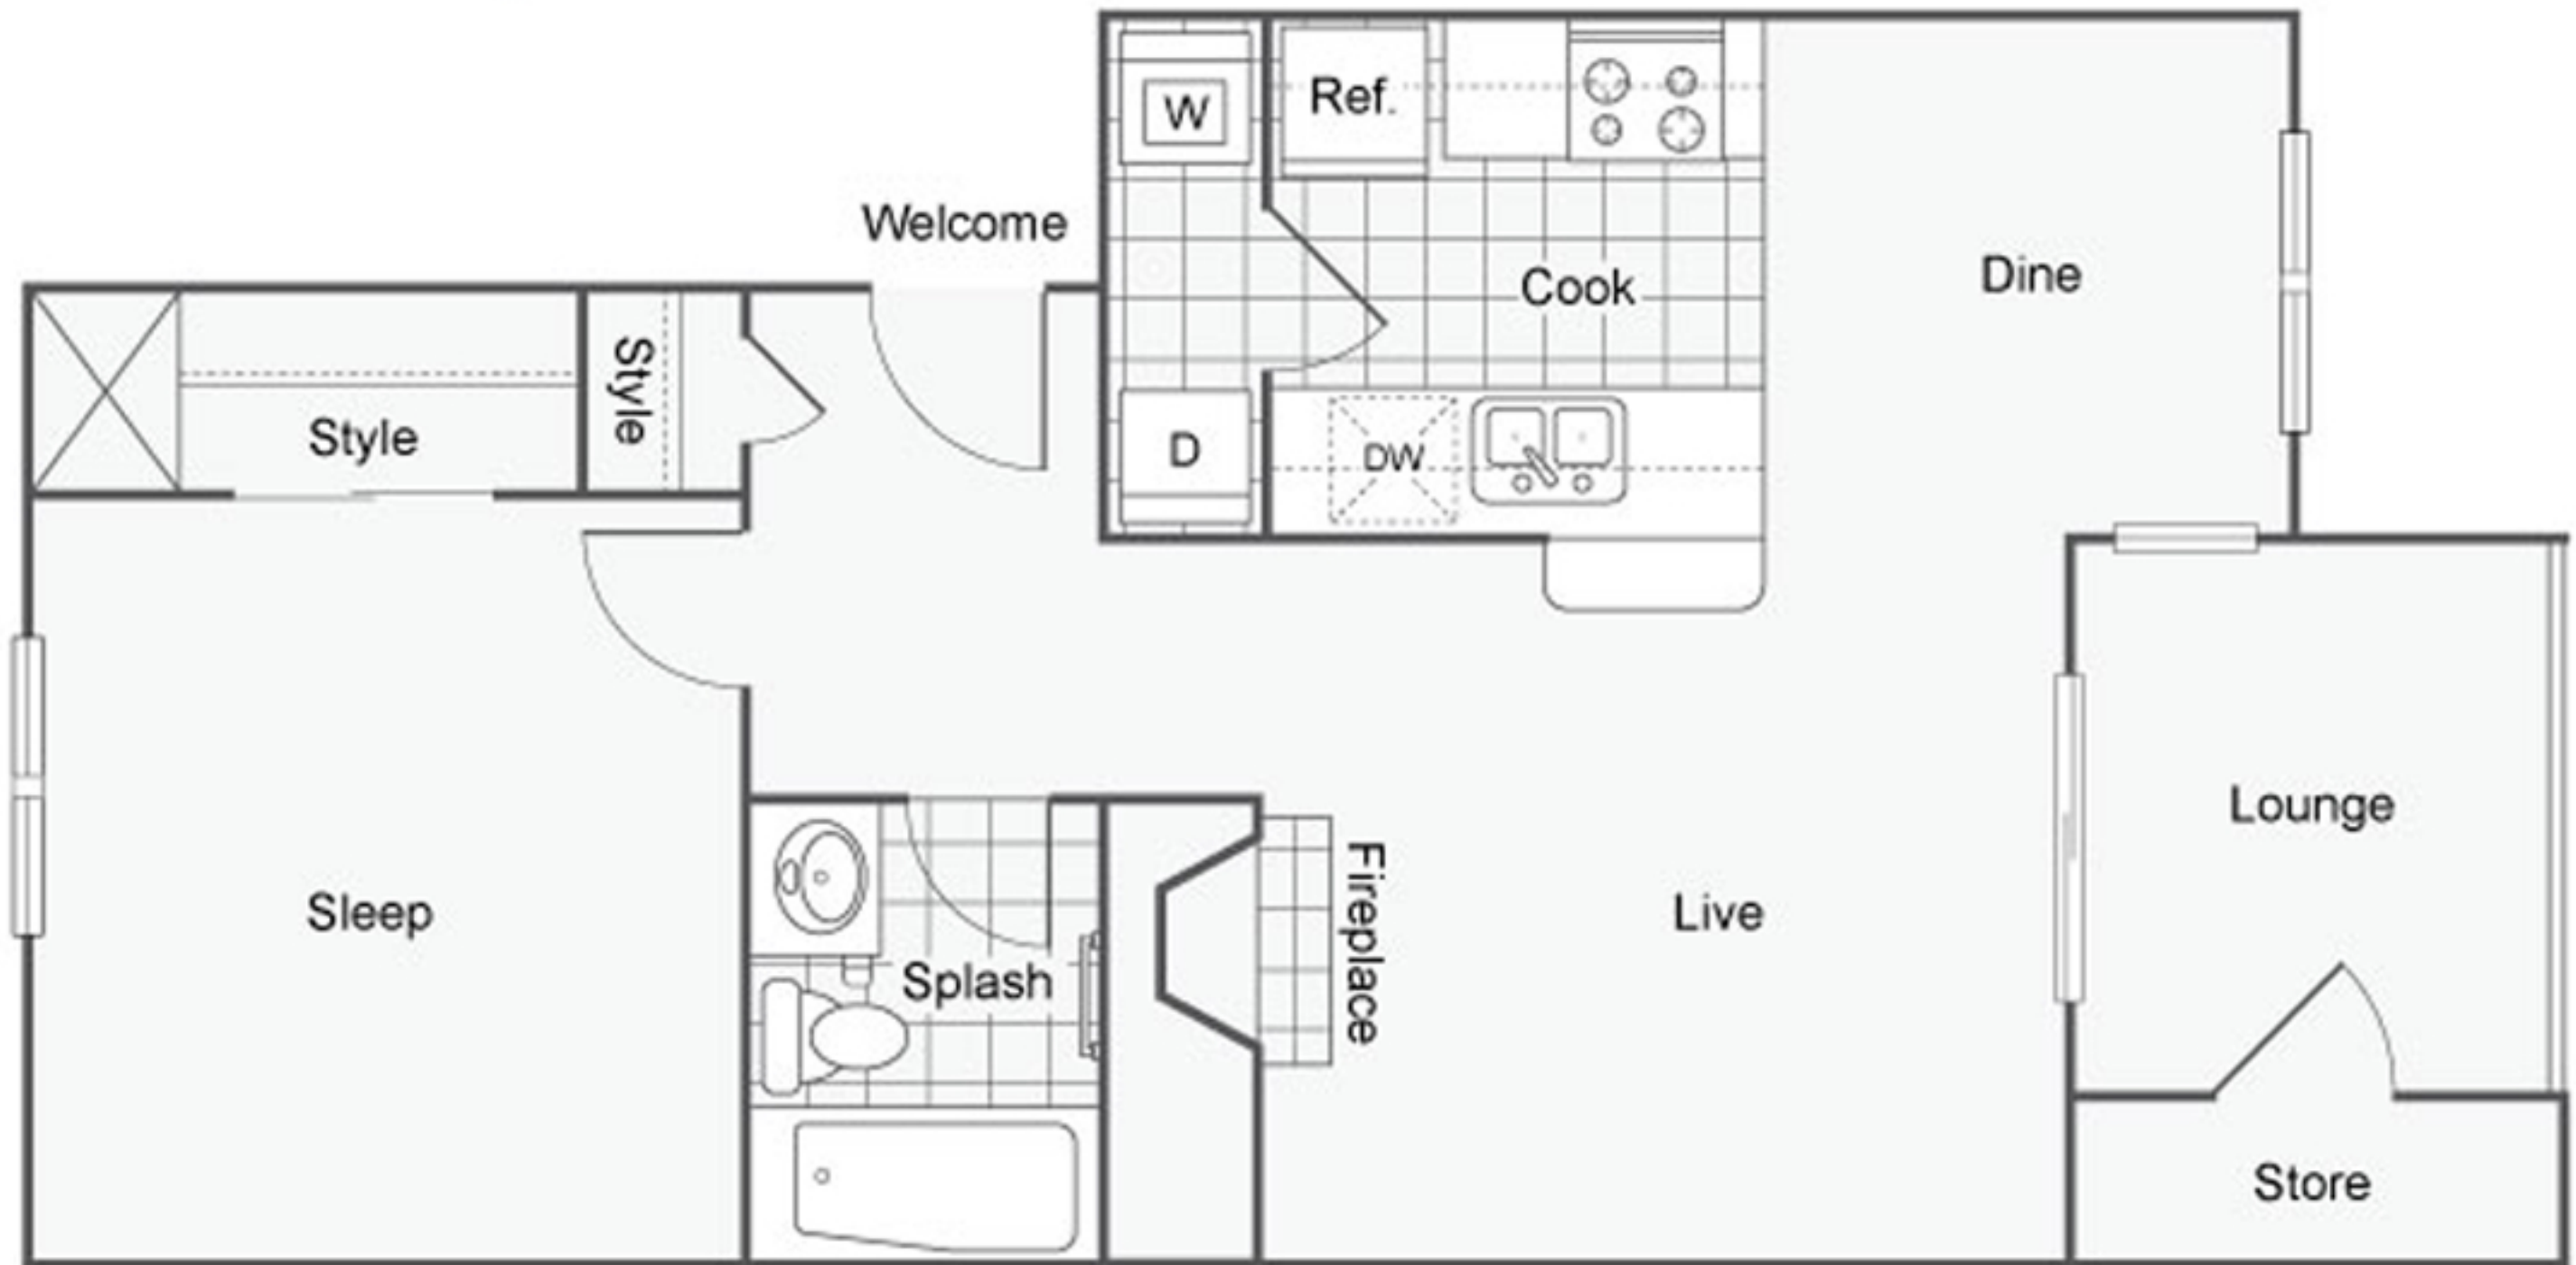 W
Ref.
Welcome
Cook
Dine
Style
Style
D
DW
Lounge
Sleep
Splash
Fireplace
Live
Store